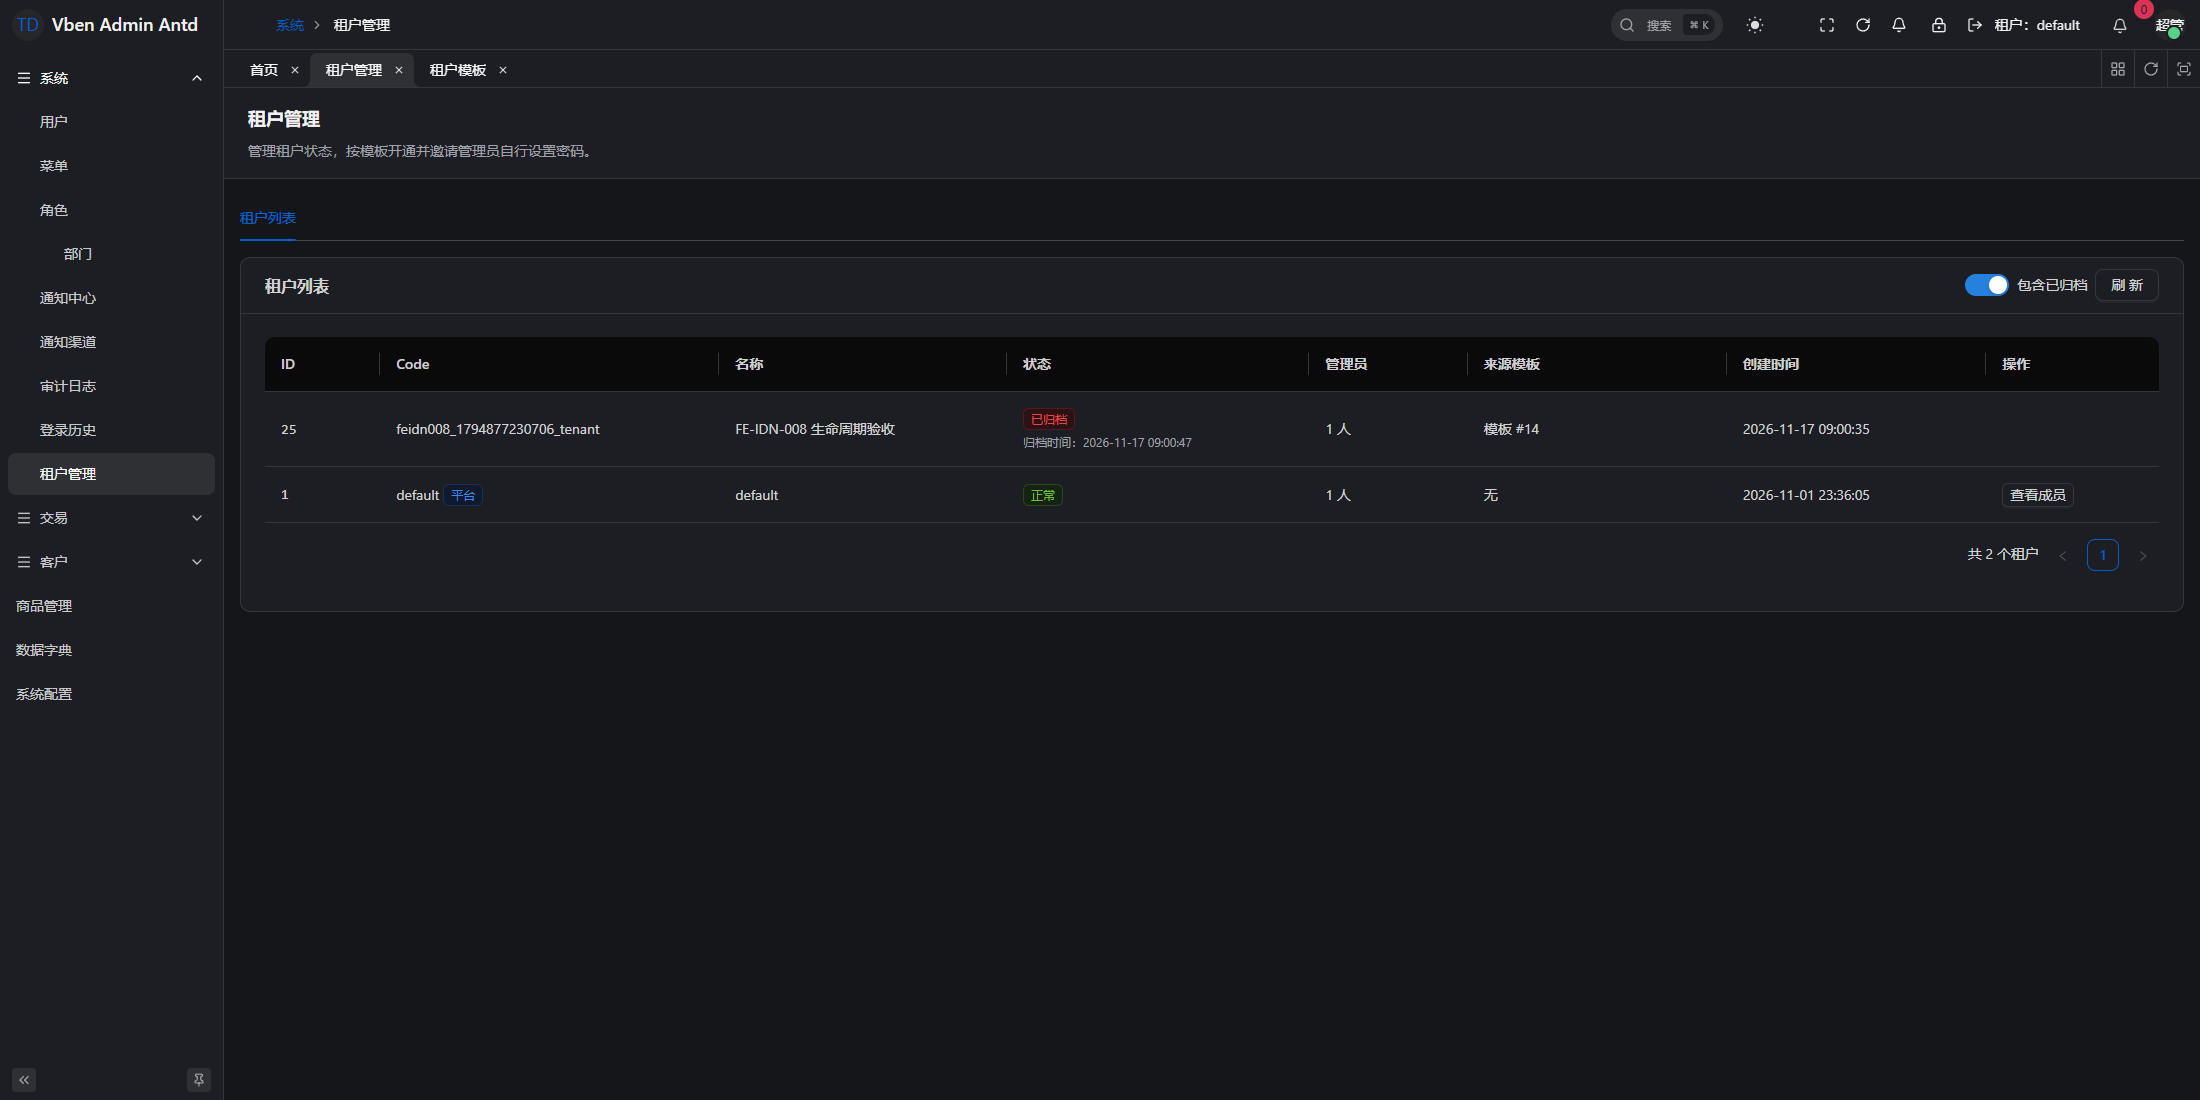 TD Vben Admin Antd
系统 > 租户管理
搜索 ⌘ K
租户：default
0
超管
首页 × 租户管理 × 租户模板 ×
系统
用户
菜单
角色
部门
通知中心
通知渠道
审计日志
登录历史
租户管理
交易
客户
商品管理
数据字典
系统配置
租户管理
管理租户状态，按模板开通并邀请管理员自行设置密码。
租户列表
租户列表
包含已归档 刷 新
ID Code 名称 状态 管理员 来源模板 创建时间 操作
25 feidn008_1794877230706_tenant FE-IDN-008 生命周期验收 已归档 1 人 模板 #14 2026-11-17 09:00:35
归档时间：2026-11-17 09:00:47
1 default 平台 default 正常 1 人 无 2026-11-01 23:36:05 查看成员
共 2 个租户 < 1 >